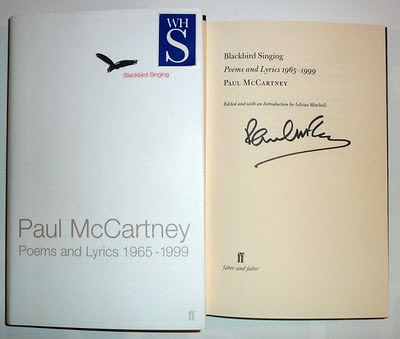 WH
S
Blackbird Singing
Paul McCartney
Poems and Lyrics 1965-1999
ff
Blackbird Singing
Poems and Lyrics 1965–1999
PAUL MCCARTNEY
Edited and with an Introduction by Adrian Mitchell
ff
faber and faber